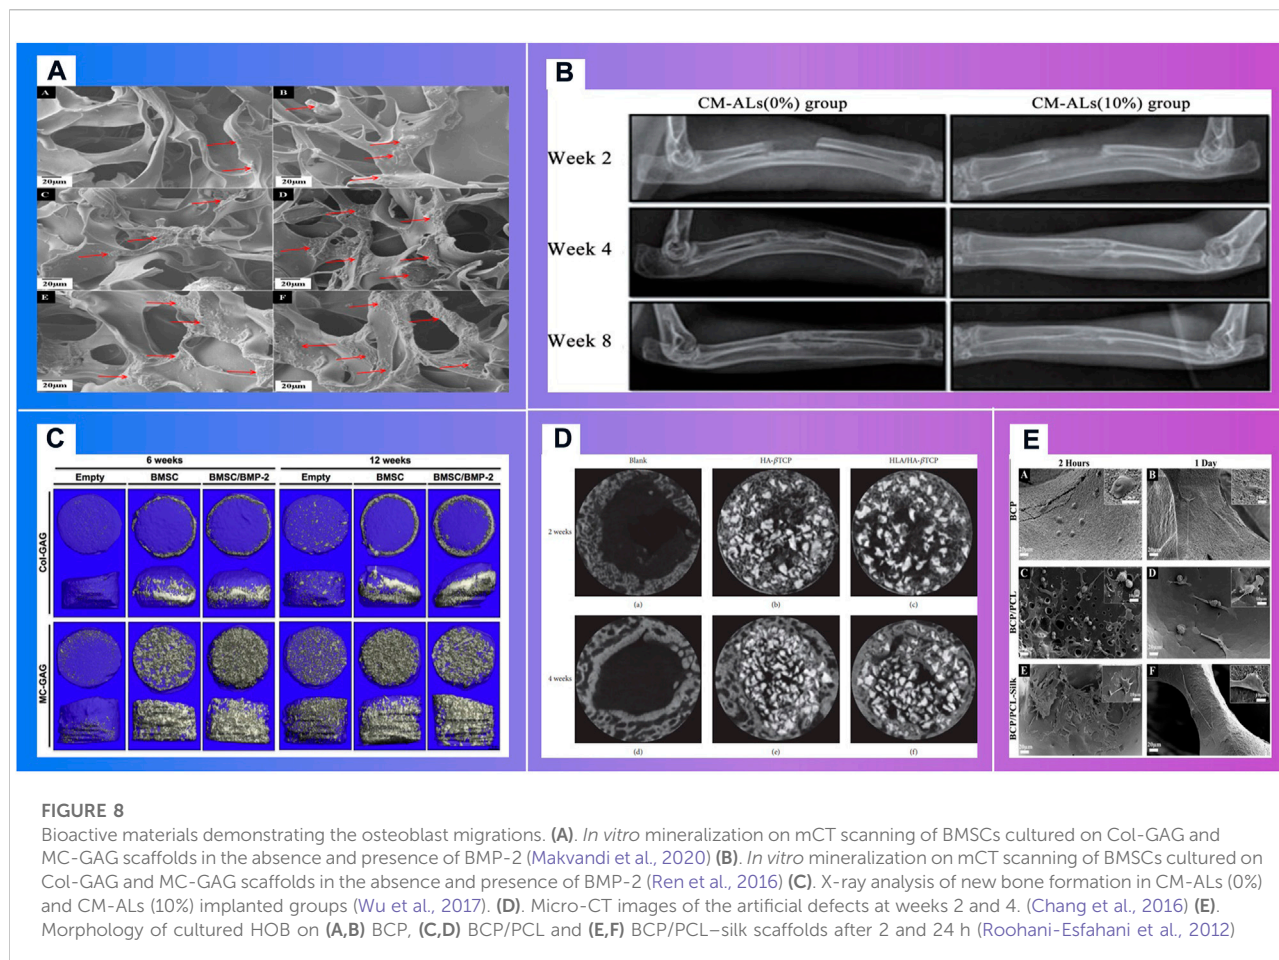 A
A
B
20μm
20μm
C
D
20μm
20μm
E
F
20μm
20μm
B
CM-ALs(0%) group
CM-ALs(10%) group
Week 2
Week 4
Week 8
C
6 weeks
12 weeks
Empty
BMSC
BMSC/BMP-2
Empty
BMSC
BMSC/BMP-2
Col-GAG
MC-GAG
D
Blank
HA-βTCP
HLA/HA-βTCP
2 weeks
(a)
(b)
(c)
4 weeks
(d)
(e)
(f)
E
2 Hours
1 Day
BCP
A
B
20μm
20μm
BCP/PCL
C
D
20μm
20μm
BCP/PCL-Silk
E
F
20μm
20μm
FIGURE 8
Bioactive materials demonstrating the osteoblast migrations. (A). In vitro mineralization on mCT scanning of BMSCs cultured on Col-GAG and
MC-GAG scaffolds in the absence and presence of BMP-2 (Makvandi et al., 2020) (B). In vitro mineralization on mCT scanning of BMSCs cultured on
Col-GAG and MC-GAG scaffolds in the absence and presence of BMP-2 (Ren et al., 2016) (C). X-ray analysis of new bone formation in CM-ALs (0%)
and CM-ALs (10%) implanted groups (Wu et al., 2017). (D). Micro-CT images of the artificial defects at weeks 2 and 4. (Chang et al., 2016) (E).
Morphology of cultured HOB on (A,B) BCP, (C,D) BCP/PCL and (E,F) BCP/PCL–silk scaffolds after 2 and 24 h (Roohani-Esfahani et al., 2012)